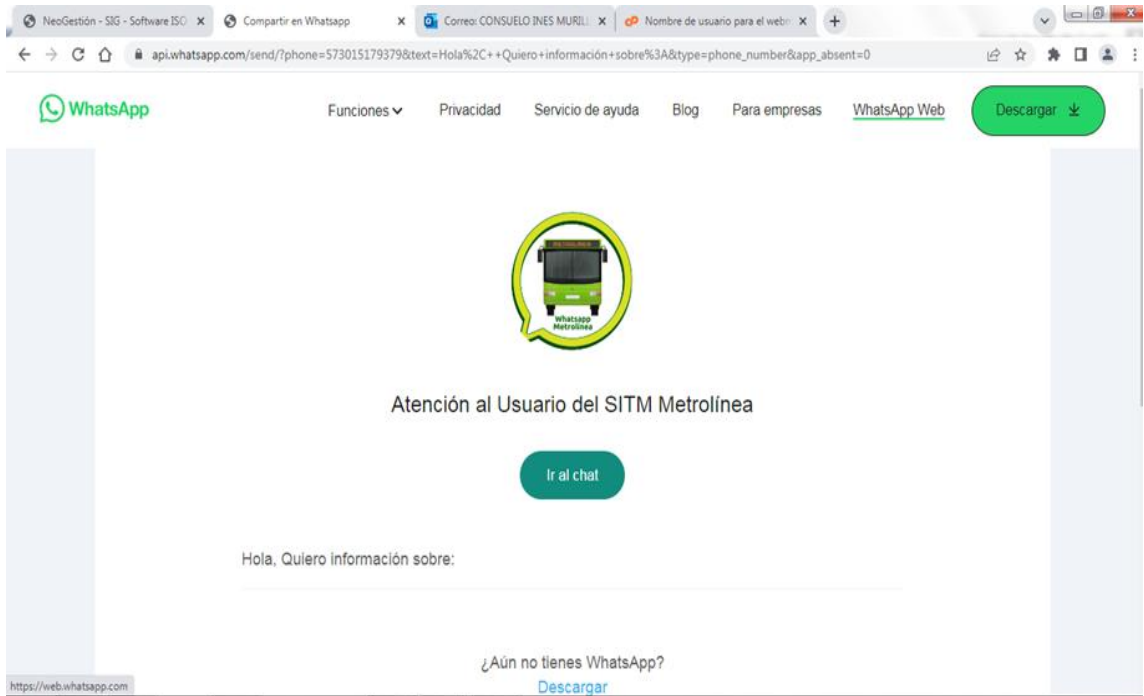 NeoGestión - SIG - Software ISO
Compartir en Whatsapp
Correo: CONSUELO INES MURILL
Nombre de usuario para el webm
api.whatsapp.com/send/?phone=573015179379&text=Hola%2C++Quiero+información+sobre%3A&type=phone_number&app_absent=0
WhatsApp
Funciones
Privacidad
Servicio de ayuda
Blog
Para empresas
WhatsApp Web
Descargar
METROLINEA
Whatsapp
Metrolínea
Atención al Usuario del SITM Metrolínea
Ir al chat
Hola, Quiero información sobre:
¿Aún no tienes WhatsApp?
Descargar
https://web.whatsapp.com